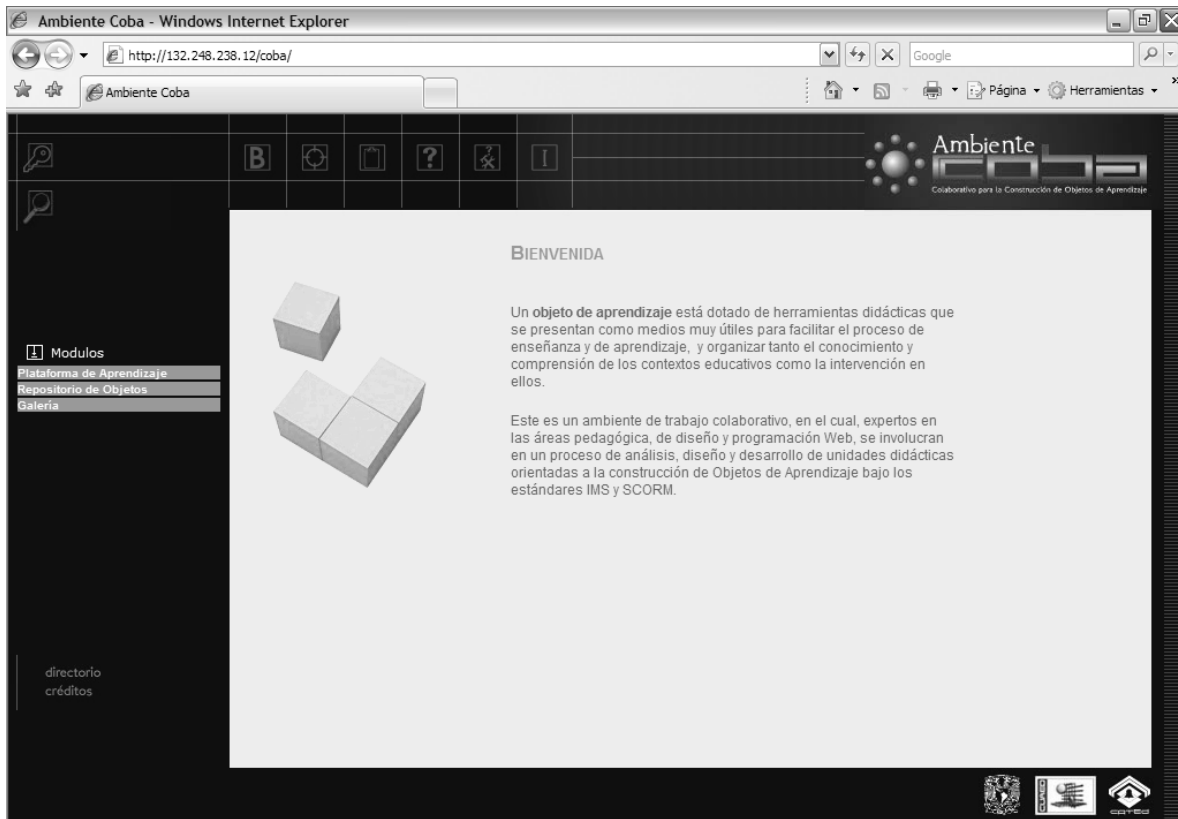 Ambiente Coba - Windows Internet Explorer
http://132.248.238.12/coba/
Google
Ambiente Coba
Página
Herramientas
»
B
?
I
Ambiente
coba
Colaborativo para la Construcción de Objetos de Aprendizaje
BIENVENIDA
Un objeto de aprendizaje está dotado de herramientas didácticas que
se presentan como medios muy útiles para facilitar el proceso de
enseñanza y de aprendizaje, y organizar tanto el conocimiento y
comprensión de los contextos educativos como la intervención en
ellos.
Este es un ambiente de trabajo colaborativo, en el cual, expertos en
las áreas pedagógica, de diseño y programación Web, se involucran
en un proceso de análisis, diseño y desarrollo de unidades didácticas
orientadas a la construcción de Objetos de Aprendizaje bajo los
estándares IMS y SCORM.
Modulos
Plataforma de Aprendizaje
Repositorio de Objetos
Galería
directorio
créditos